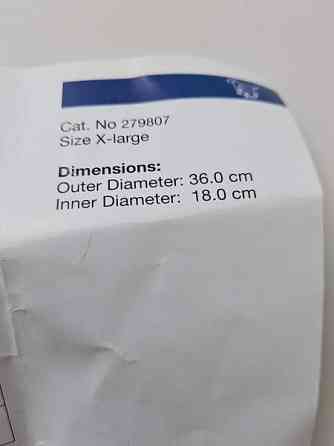 Cat. No 279807
Size X-large
Dimensions:
Outer Diameter: 36.0 cm
Inner Diameter: 18.0 cm